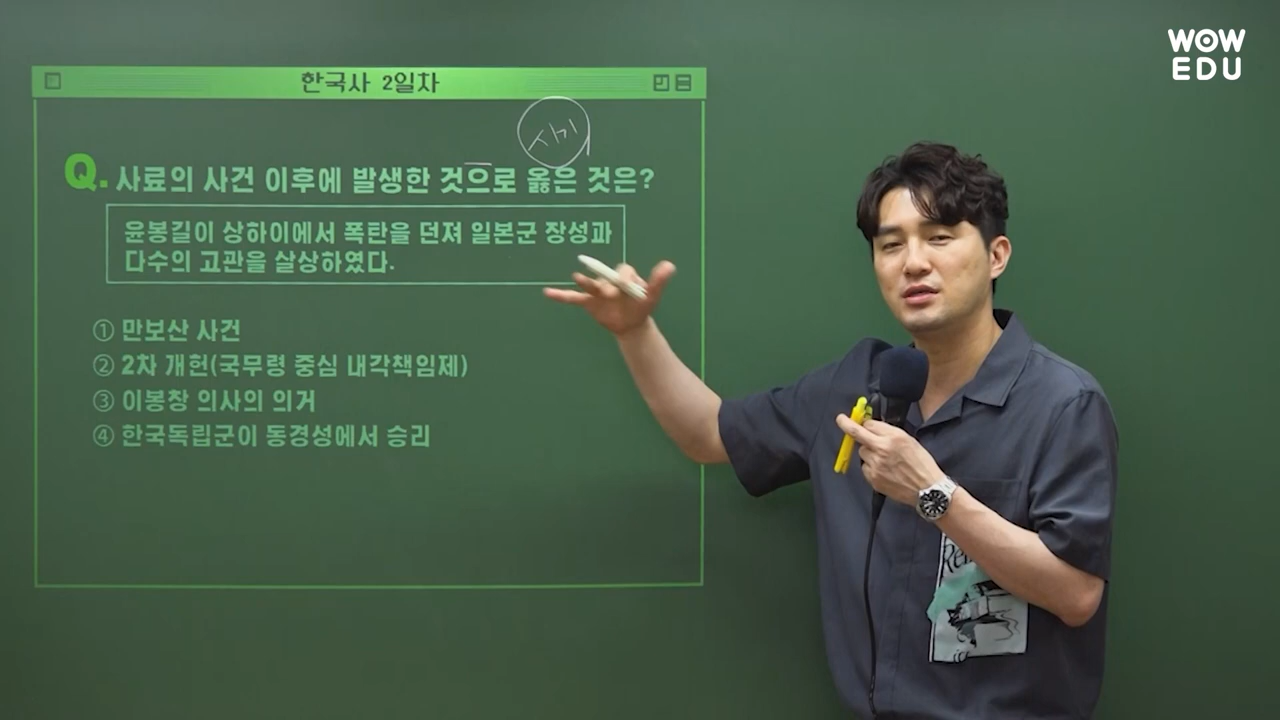 WOW
EDU
한국사 2일차
사기
Q. 사료의 사건 이후에 발생한 것으로 옳은 것은?
윤봉길이 상하이에서 폭탄을 던져 일본군 장성과
다수의 고관을 살상하였다.
① 만보산 사건
② 2차 개헌(국무령 중심 내각책임제)
③ 이봉창 의사의 의거
④ 한국독립군이 동경성에서 승리